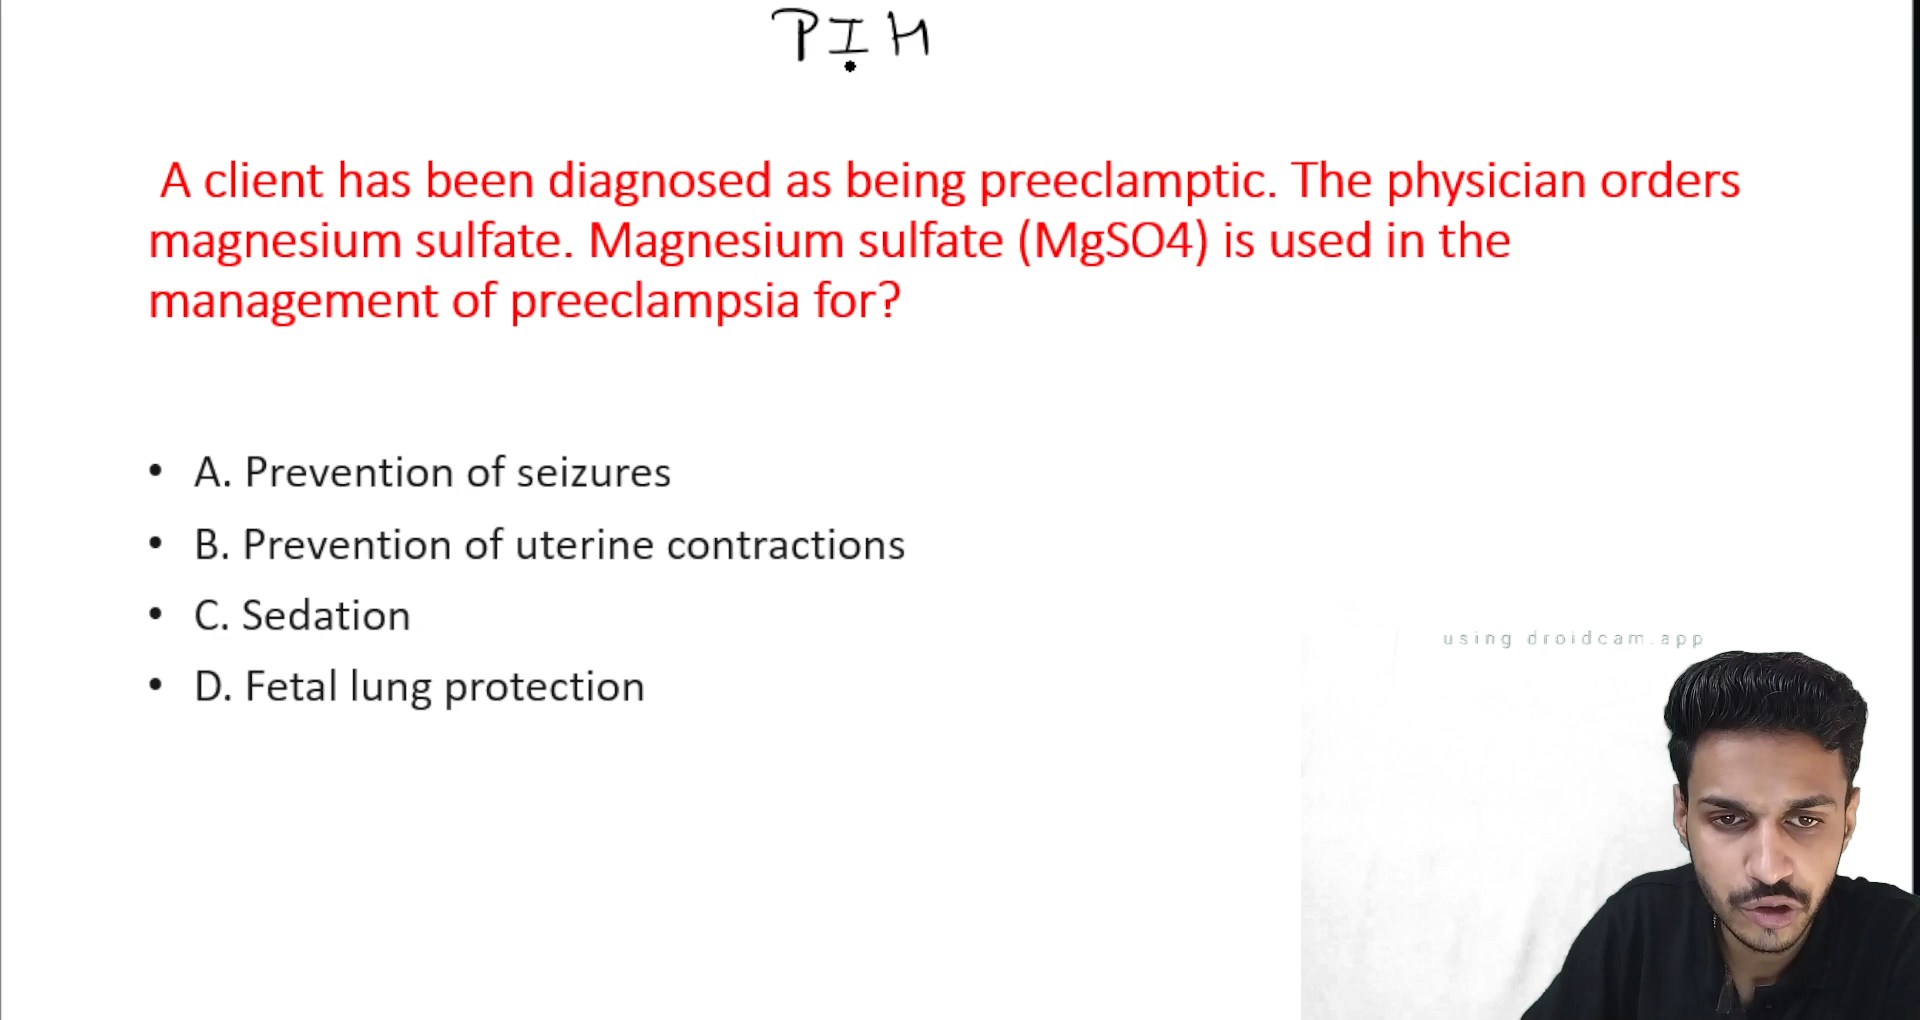 PIH
A client has been diagnosed as being preeclamptic. The physician orders
magnesium sulfate. Magnesium sulfate (MgSO4) is used in the
management of preeclampsia for?
• A. Prevention of seizures
• B. Prevention of uterine contractions
• C. Sedation
• D. Fetal lung protection
using droidcam.app